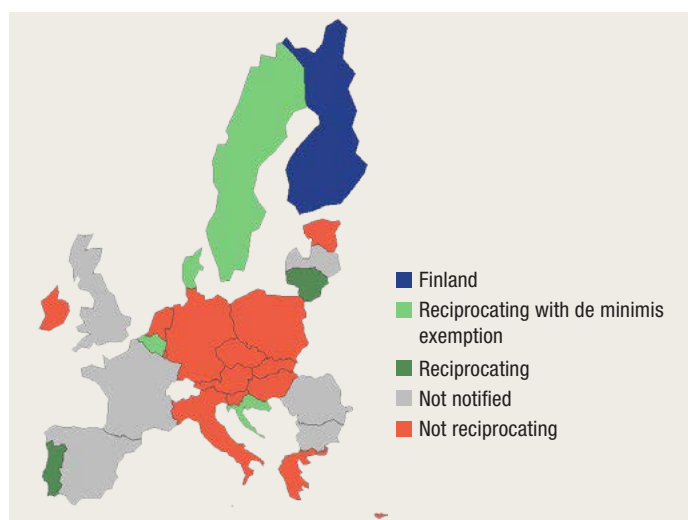 Finland
Reciprocating with de minimis
exemption
Reciprocating
Not notified
Not reciprocating